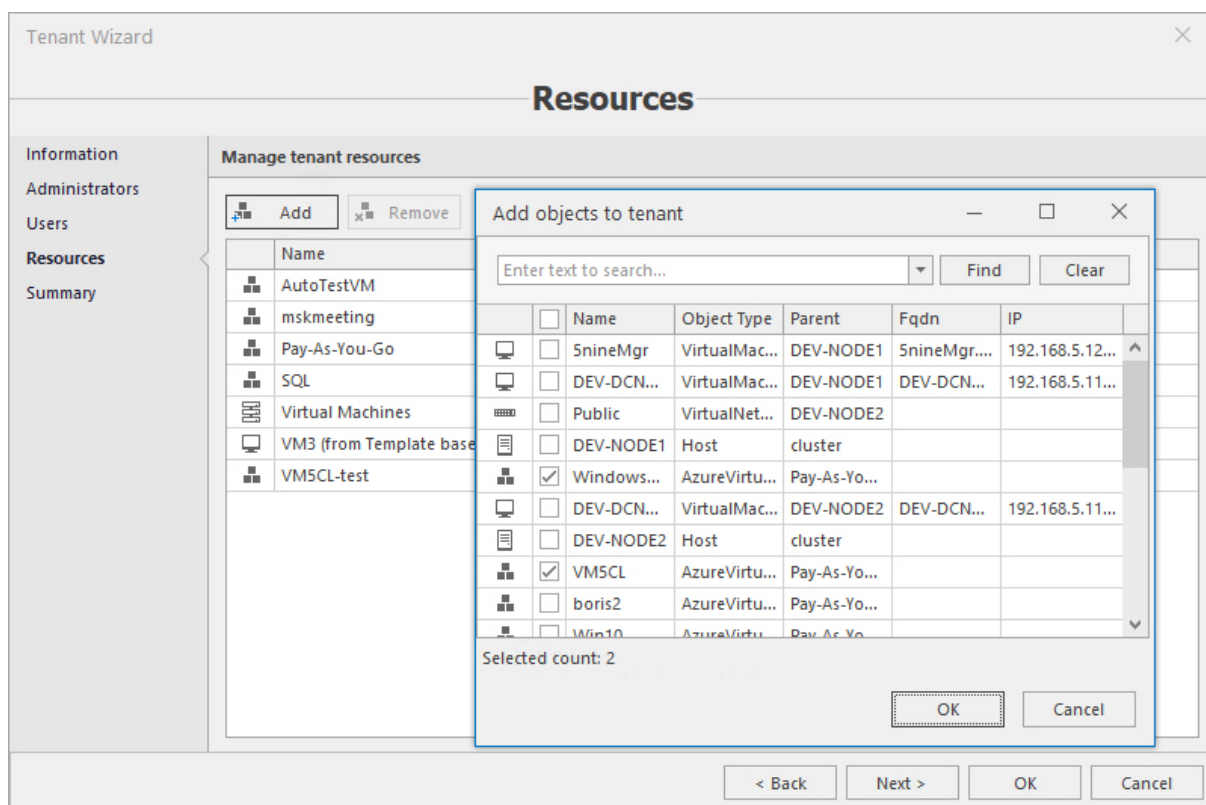 Tenant Wizard
Resources
Information
Administrators
Users
Resources
Summary
Manage tenant resources
Add
Remove
Name
AutoTestVM
mskmeeting
Pay-As-You-Go
SQL
Virtual Machines
VM3 (from Template base
VM5CL-test
Add objects to tenant
Enter text to search...
Find
Clear
Name Object Type Parent Fqdn IP
5nineMgr VirtualMac... DEV-NODE1 5nineMgr.... 192.168.5.12...
DEV-DCN... VirtualMac... DEV-NODE1 DEV-DCN... 192.168.5.11...
Public VirtualNet... DEV-NODE2
DEV-NODE1 Host cluster
Windows... AzureVirtu... Pay-As-Yo...
DEV-DCN... VirtualMac... DEV-NODE2 DEV-DCN... 192.168.5.11...
DEV-NODE2 Host cluster
VM5CL AzureVirtu... Pay-As-Yo...
boris2 AzureVirtu... Pay-As-Yo...
Win10 AzureVirtu Pay-As-Yo
Selected count: 2
OK
Cancel
< Back
Next >
OK
Cancel